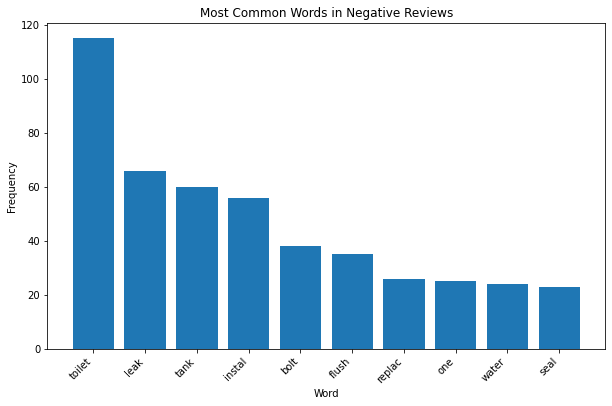 Most Common Words in Negative Reviews
120
100
80
60
40
20
0
Frequency
toilet
leak
tank
instal
bolt
flush
replac
one
water
seal
Word